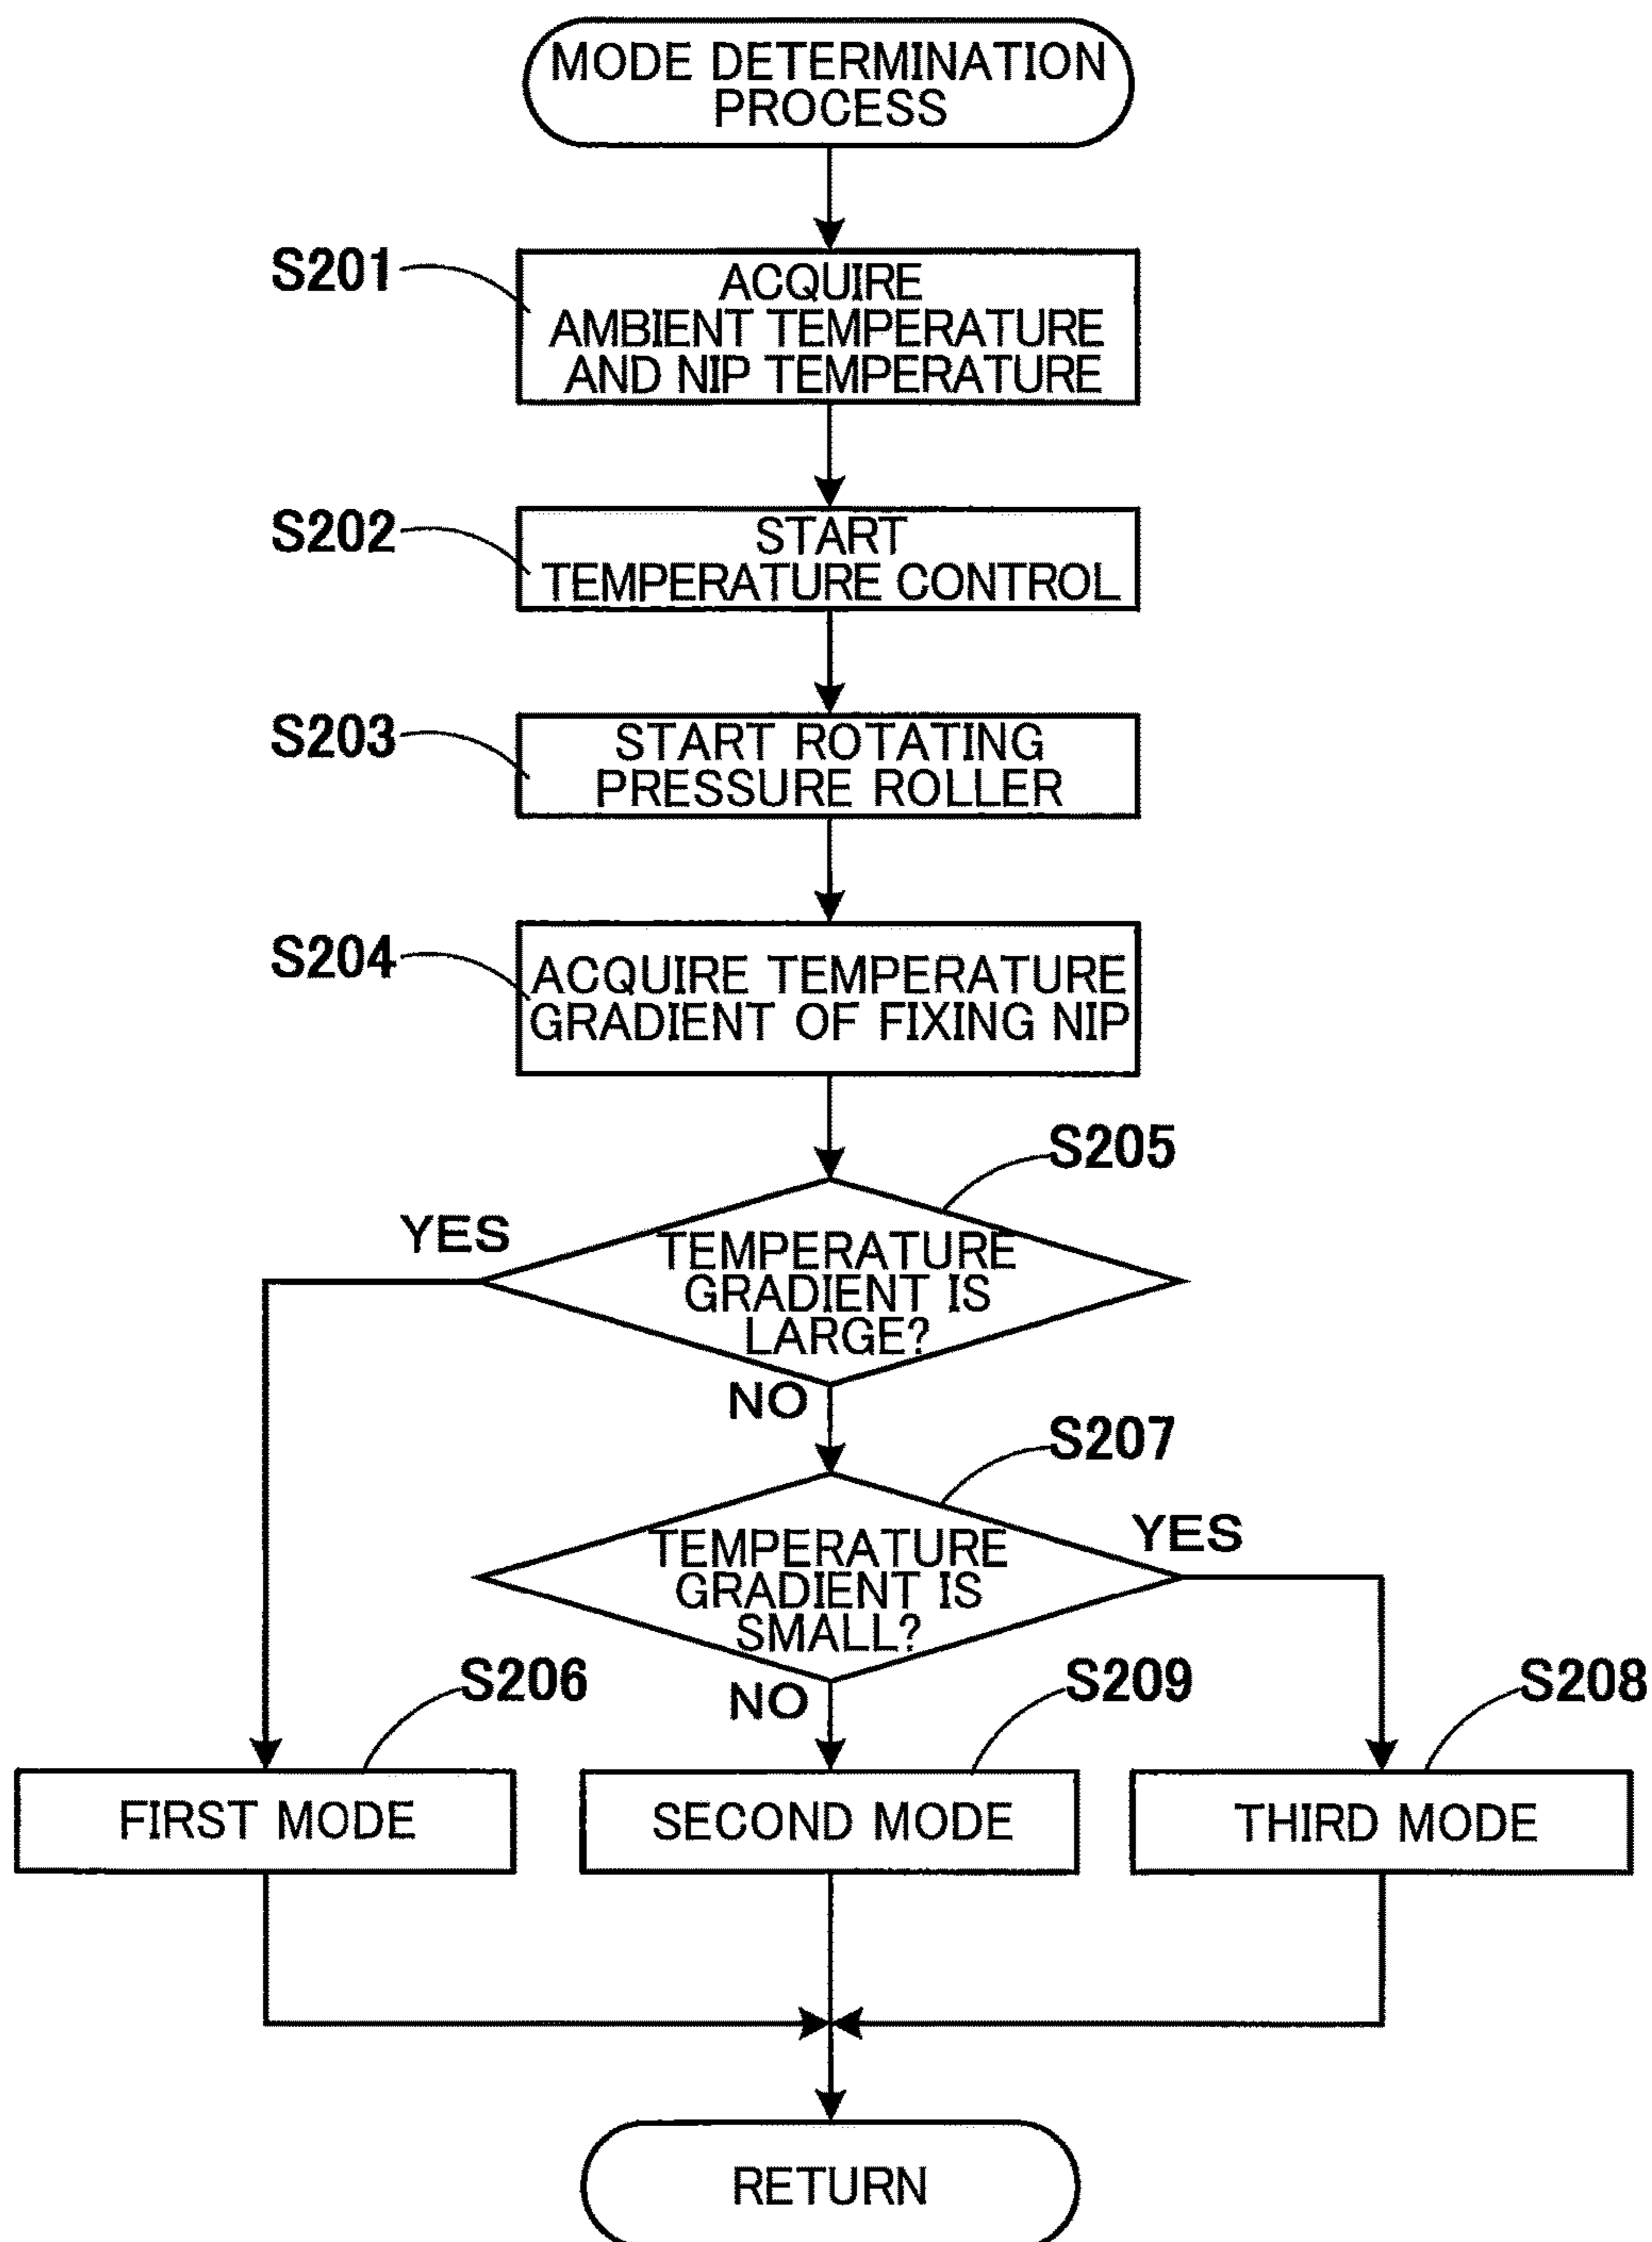 MODE DETERMINATION
PROCESS
S201
ACQUIRE
AMBIENT TEMPERATURE
AND NIP TEMPERATURE
S202
START
TEMPERATURE CONTROL
S203
START ROTATING
PRESSURE ROLLER
S204
ACQUIRE TEMPERATURE
GRADIENT OF FIXING NIP
S205
YES
TEMPERATURE
GRADIENT IS
LARGE?
NO
S207
YES
TEMPERATURE
GRADIENT IS
SMALL?
NO
S206
S209
S208
FIRST MODE
SECOND MODE
THIRD MODE
RETURN